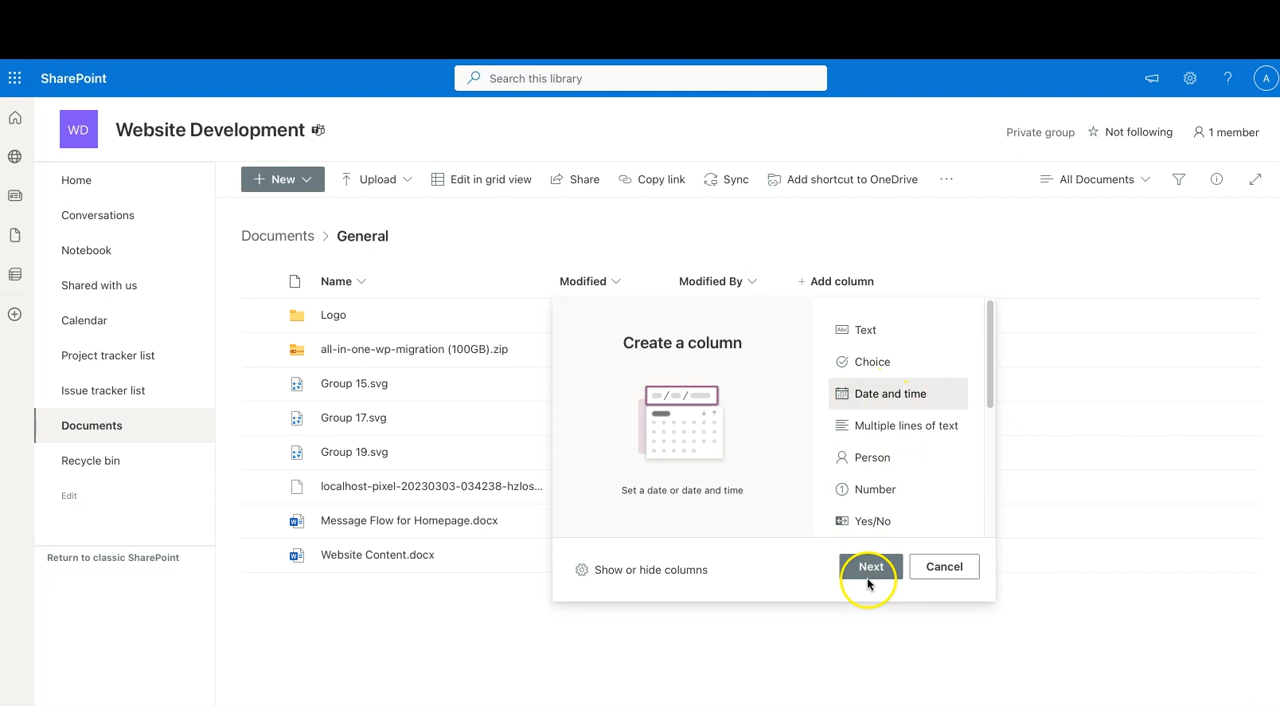 SharePoint
Search this library
A
WD
Website Development
Private group
Not following
1 member
Home
Conversations
Notebook
Shared with us
Calendar
Project tracker list
Issue tracker list
Documents
Recycle bin
Edit
Return to classic SharePoint
New
Upload
Edit in grid view
Share
Copy link
Sync
Add shortcut to OneDrive
···
All Documents
Documents > General
Name
Modified
Modified By
+ Add column
Logo
all-in-one-wp-migration (100GB).zip
Group 15.svg
Group 17.svg
Group 19.svg
localhost-pixel-20230303-034238-hzlos...
Message Flow for Homepage.docx
Website Content.docx
Create a column
Set a date or date and time
Text
Choice
Date and time
Multiple lines of text
Person
Number
Yes/No
Show or hide columns
Next
Cancel